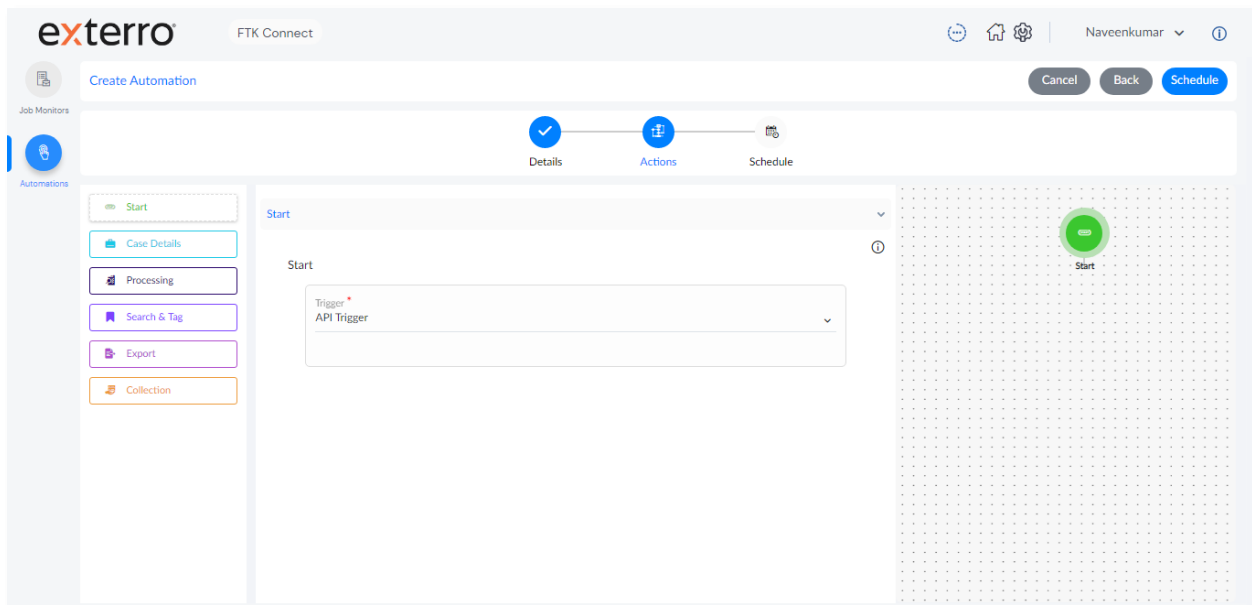 exterro
FTK Connect
Naveenkumar
Job Monitors
Automations
Create Automation
Cancel
Back
Schedule
Details
Actions
Schedule
Start
Case Details
Processing
Search & Tag
Export
Collection
Start
Start
Trigger *
API Trigger
Start